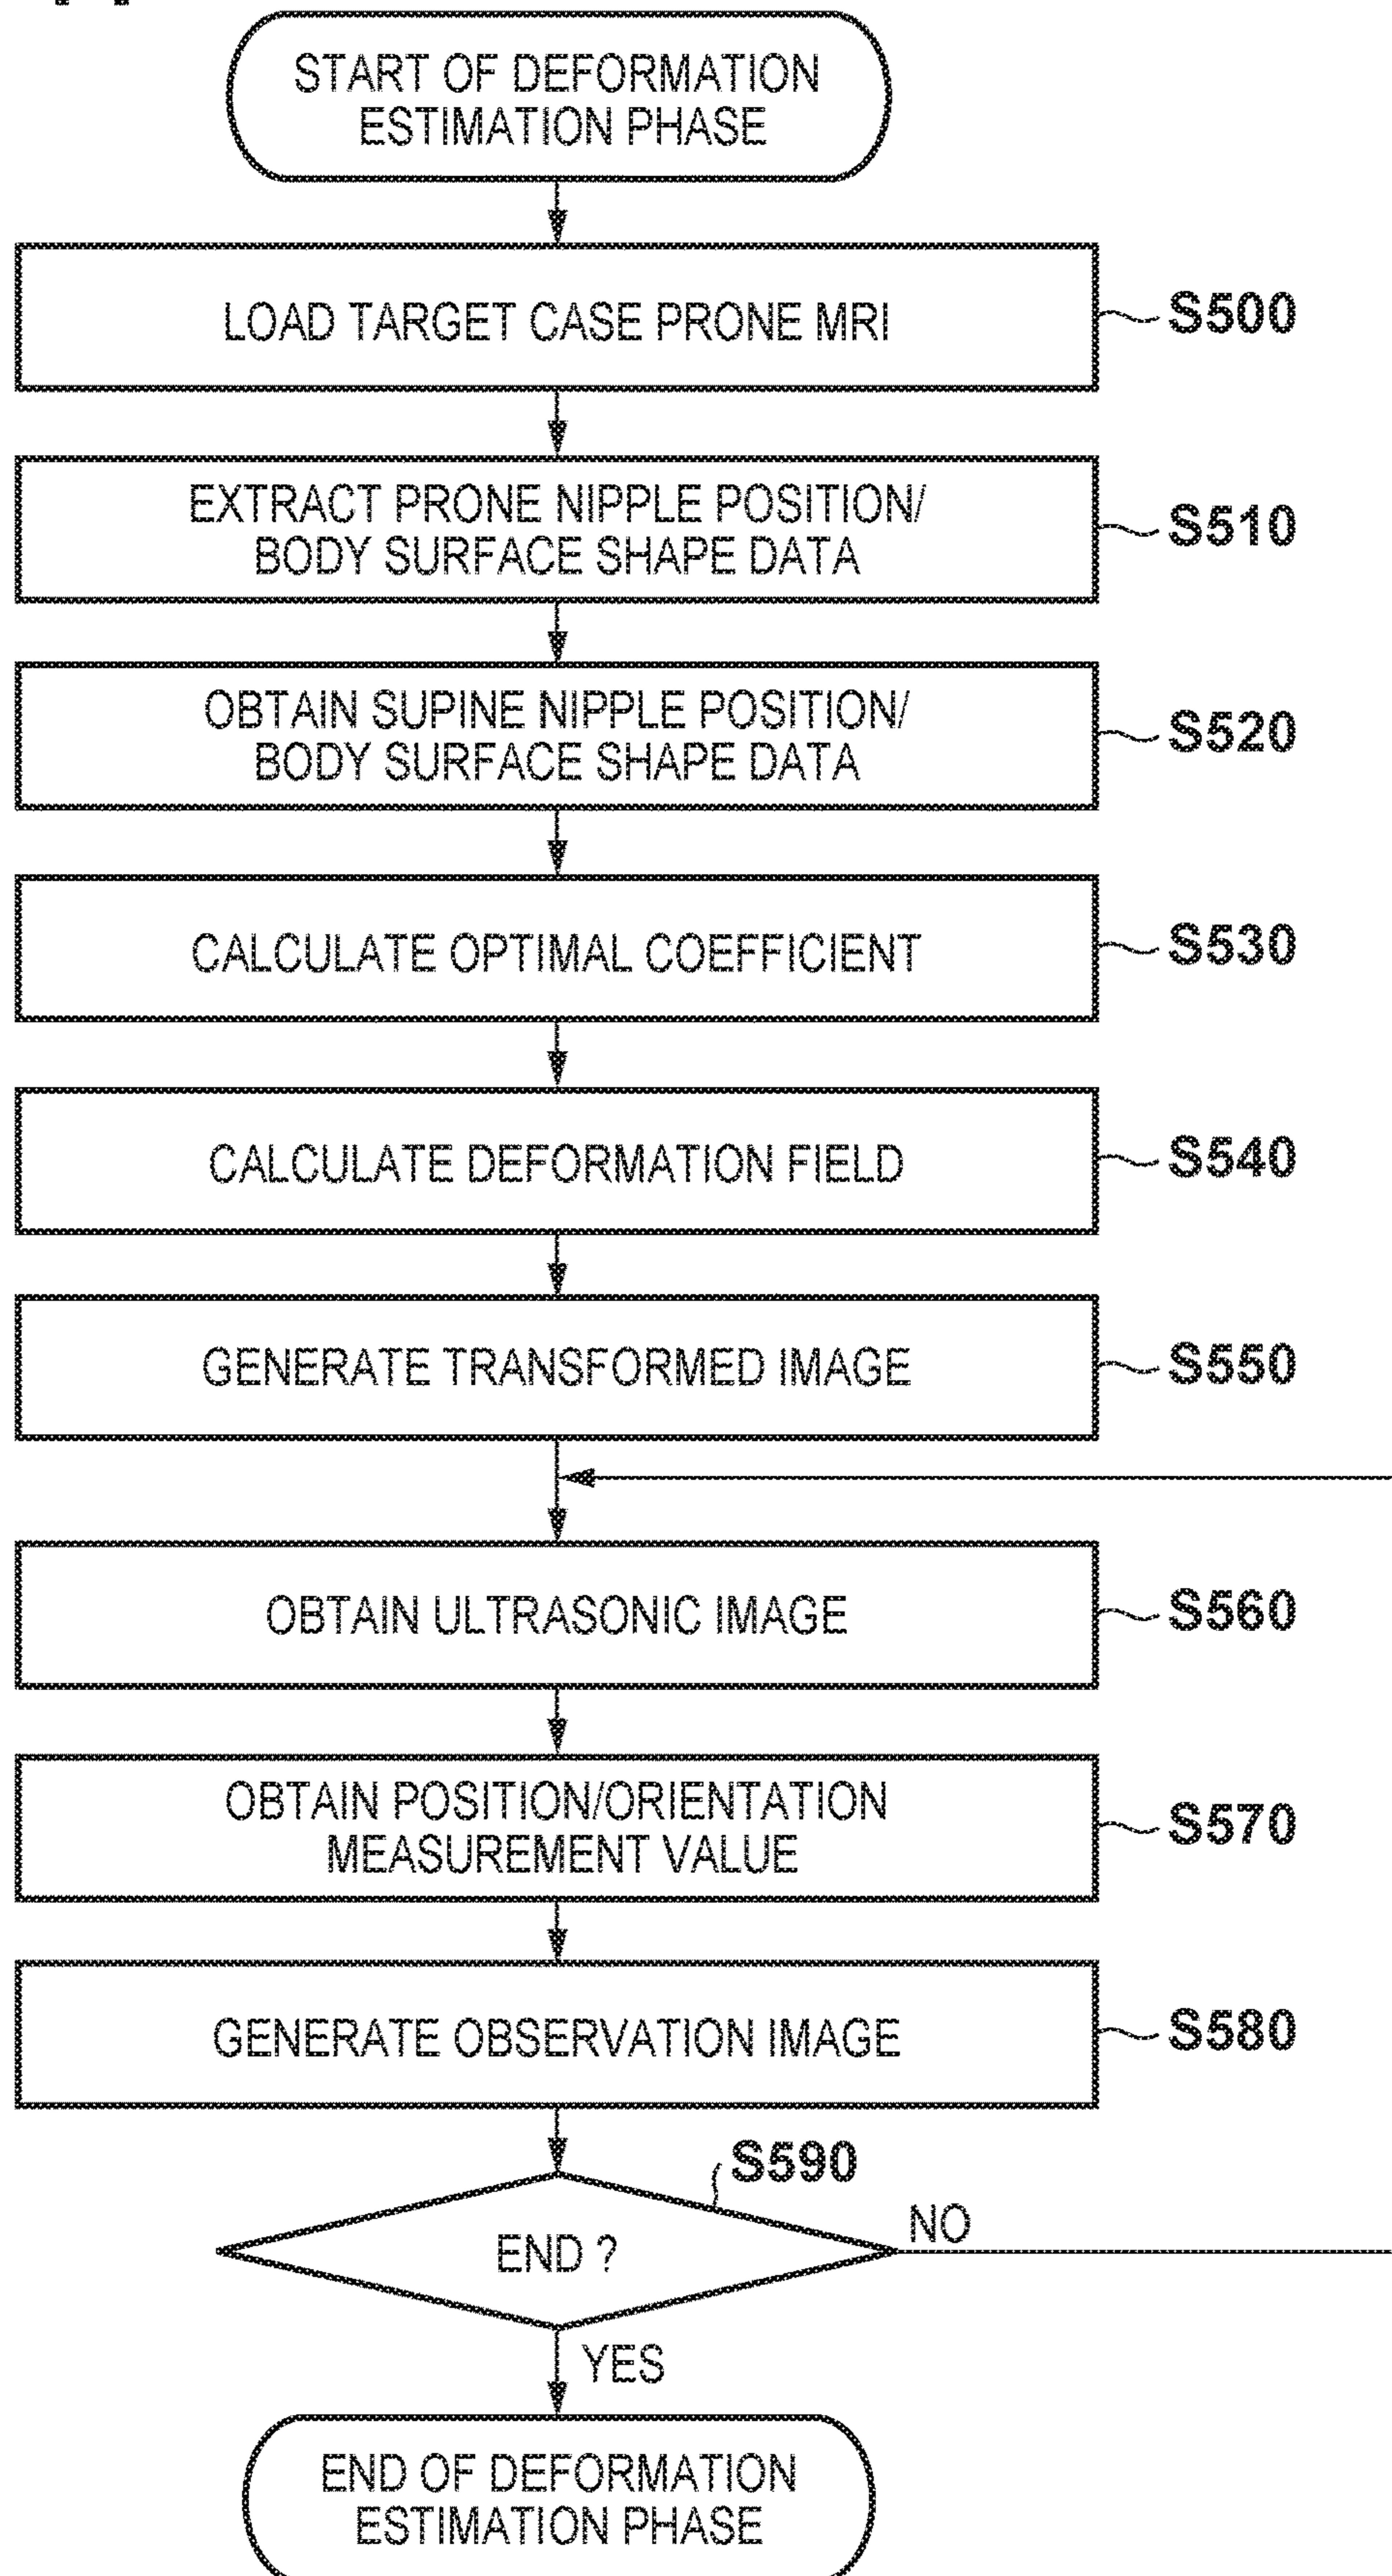 START OF DEFORMATION
ESTIMATION PHASE
LOAD TARGET CASE PRONE MRI
S500
EXTRACT PRONE NIPPLE POSITION/
BODY SURFACE SHAPE DATA
S510
OBTAIN SUPINE NIPPLE POSITION/
BODY SURFACE SHAPE DATA
S520
CALCULATE OPTIMAL COEFFICIENT
S530
CALCULATE DEFORMATION FIELD
S540
GENERATE TRANSFORMED IMAGE
S550
OBTAIN ULTRASONIC IMAGE
S560
OBTAIN POSITION/ORIENTATION
MEASUREMENT VALUE
S570
GENERATE OBSERVATION IMAGE
S580
S590
END ?
NO
YES
END OF DEFORMATION
ESTIMATION PHASE